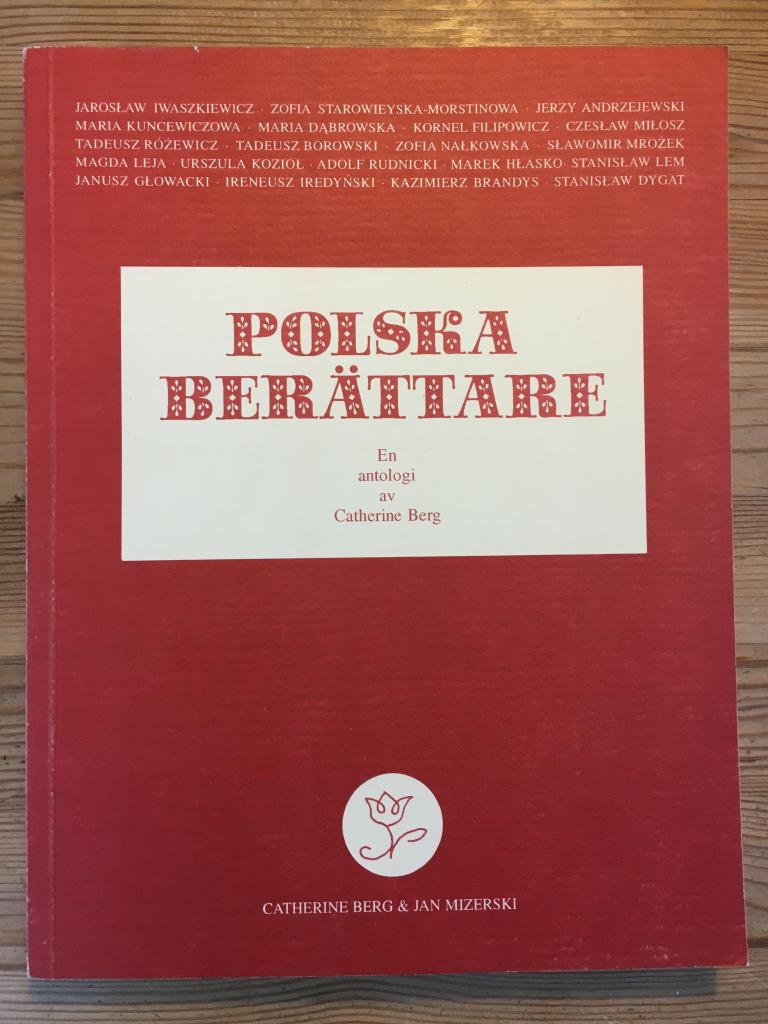 JAROSŁAW IWASZKIEWICZ · ZOFIA STAROWIEYSKA-MORSTINOWA · JERZY ANDRZEJEWSKI
MARIA KUNCEWICZOWA · MARIA DĄBROWSKA · KORNEL FILIPOWICZ · CZESŁAW MIŁOSZ
TADEUSZ RÓŻEWICZ · TADEUSZ BOROWSKI · ZOFIA NAŁKOWSKA · SŁAWOMIR MROŻEK
MAGDA LEJA · URSZULA KOZIOŁ · ADOLF RUDNICKI · MAREK HŁASKO · STANISŁAW LEM
JANUSZ GŁOWACKI · IRENEUSZ IREDYŃSKI · KAZIMIERZ BRANDYS · STANISŁAW DYGAT
POLSKA
BERÄTTARE
En
antologi
av
Catherine Berg
CATHERINE BERG & JAN MIZERSKI